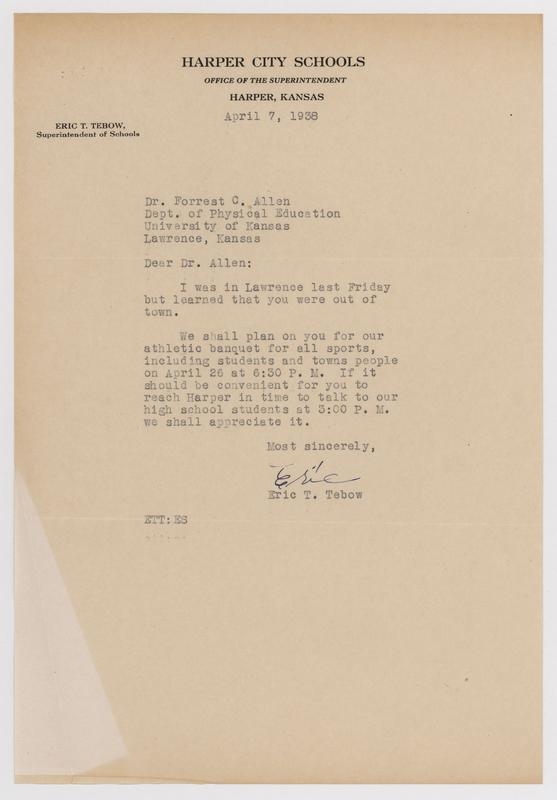 HARPER CITY SCHOOLS
OFFICE OF THE SUPERINTENDENT
HARPER, KANSAS
April 7, 1938
ERIC T. TEBOW,
Superintendent of Schools
Dr. Forrest C. Allen
Dept. of Physical Education
University of Kansas
Lawrence, Kansas
Dear Dr. Allen:
I was in Lawrence last Friday
but learned that you were out of
town.
We shall plan on you for our
athletic banquet for all sports,
including students and towns people
on April 26 at 6:30 P. M. If it
should be convenient for you to
reach Harper in time to talk to our
high school students at 3:00 P. M.
we shall appreciate it.
Most sincerely,
Eric
Eric T. Tebow
ETT:ES